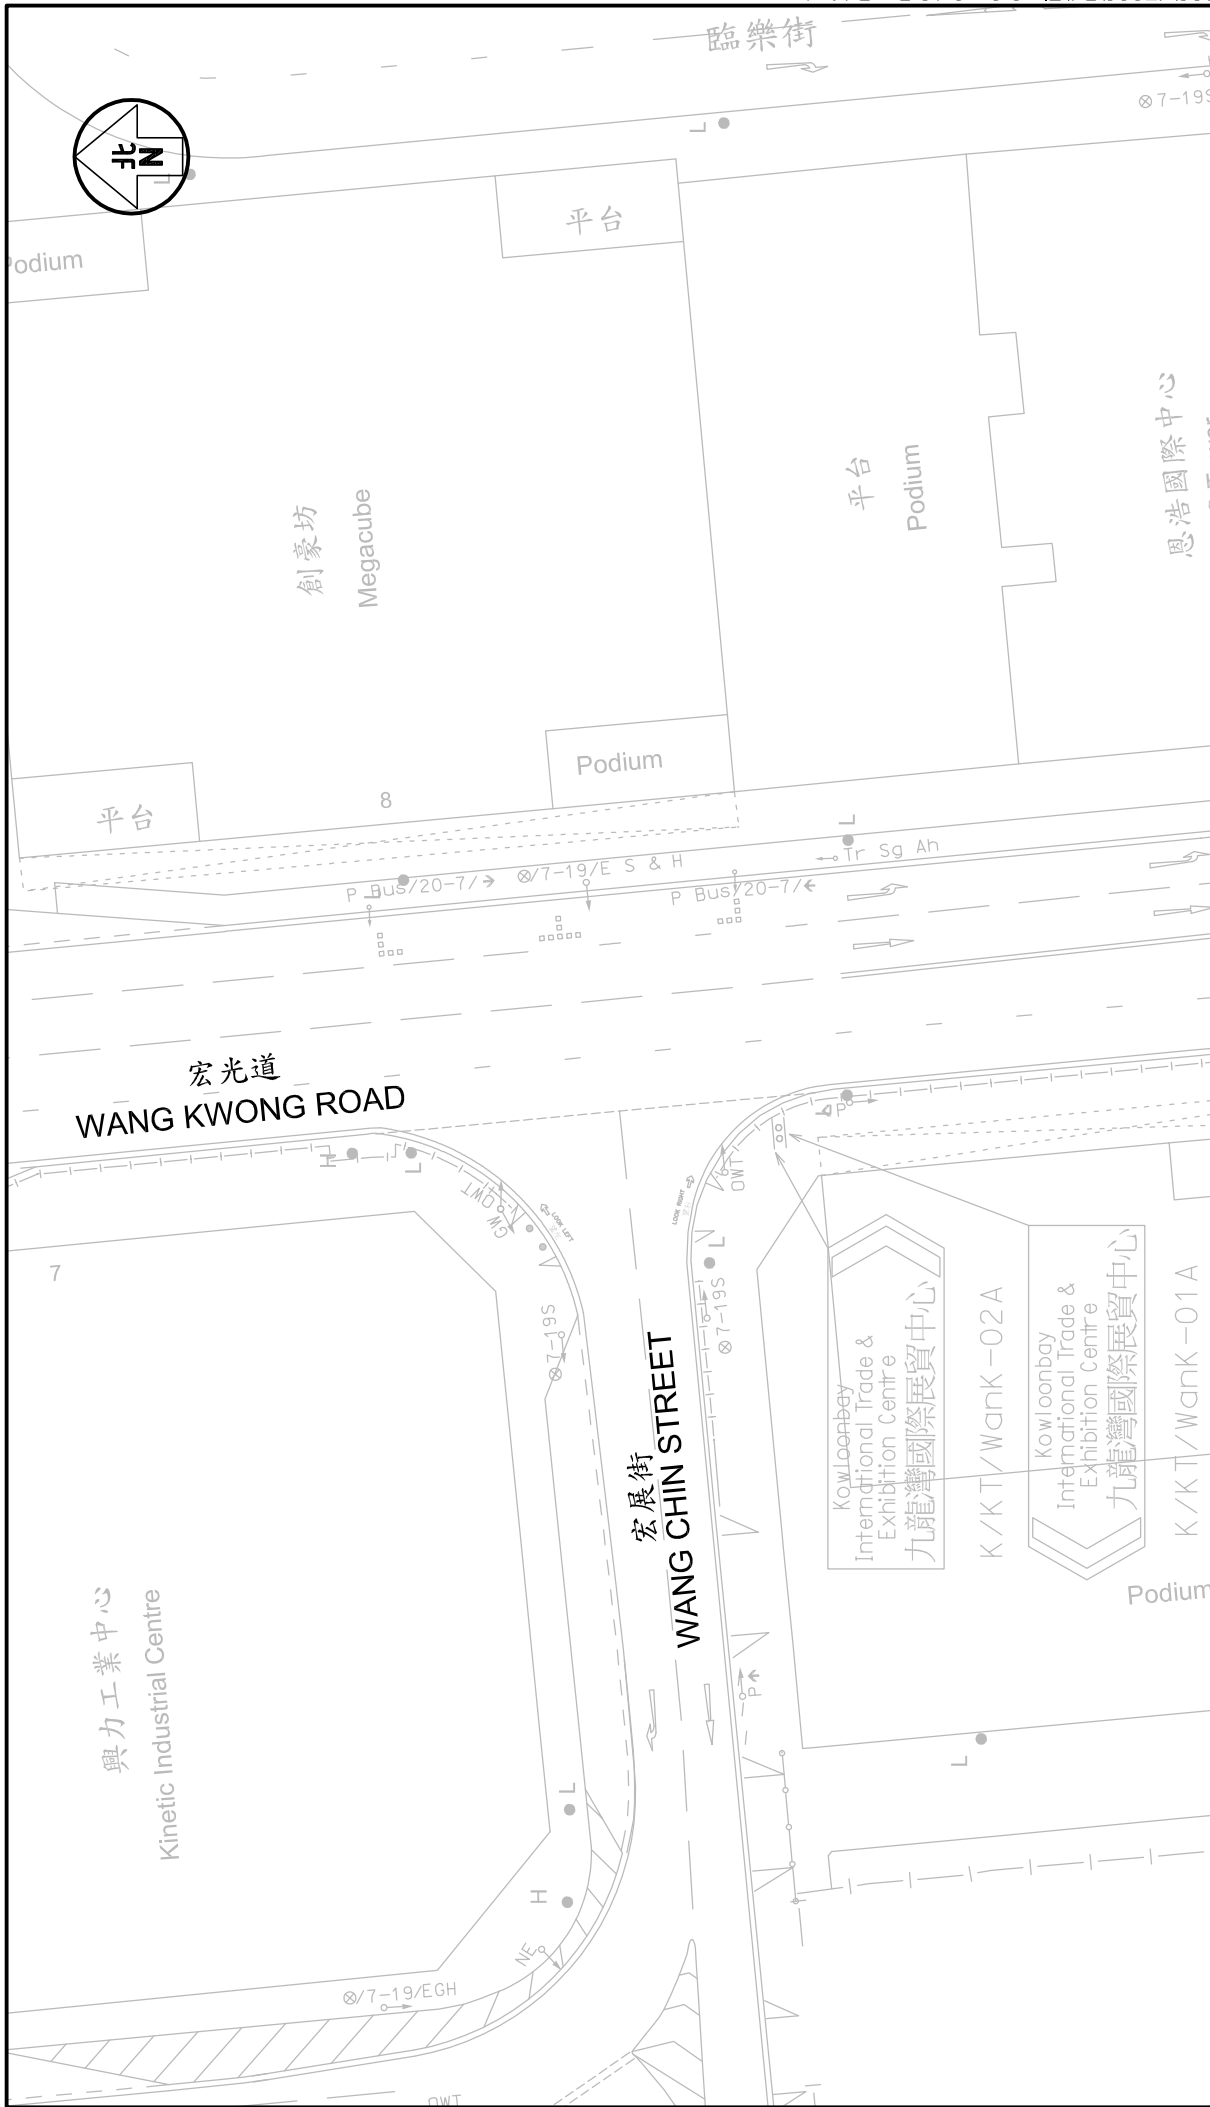 臨樂街
7-19S
L
N
北
L
平台
Podium
創豪坊
Megacube
平台
Podium
恩浩國際中心
Podium
平台
8
L
Tr Sg Ah
⊗/7-19/E S & H
P Bus/20-7/→
P Bus/20-7/←
L
宏光道
WANG KWONG ROAD
H
L
L
P
GW
OWT
OWT
LOOK LEFT
LOOK RIGHT
L
7
⊗7-19S
⊗7-19S
宏展街
WANG CHIN STREET
Kowloonbay
International Trade &
Exhibition Centre
九龍灣國際展貿中心
K/KT/WanK-02A
Kowloonbay
International Trade &
Exhibition Centre
九龍灣國際展貿中心
K/KT/WanK-01A
Podium
興力工業中心
Kinetic Industrial Centre
P
L
L
H
NE
⊗/7-19/EGH
OWT